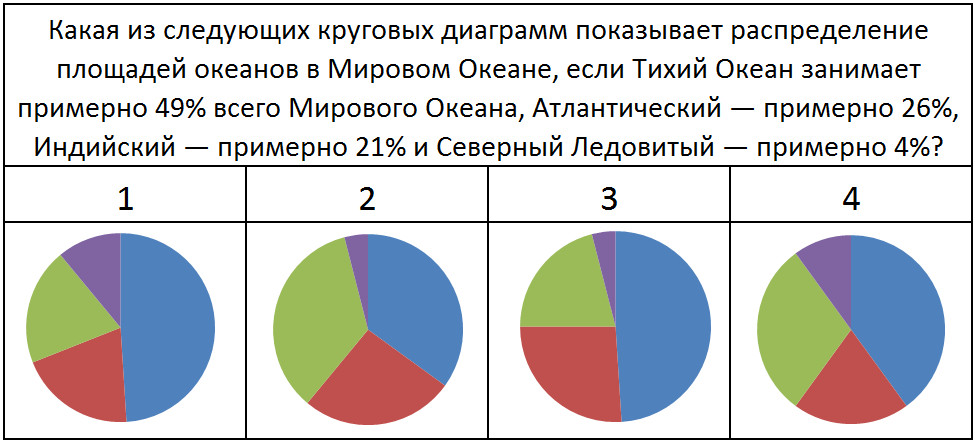 Какая из следующих круговых диаграмм показывает распределение
площадей океанов в Мировом Океане, если Тихий Океан занимает
примерно 49% всего Мирового Океана, Атлантический — примерно 26%,
Индийский — примерно 21% и Северный Ледовитый — примерно 4%?
1 2 3 4